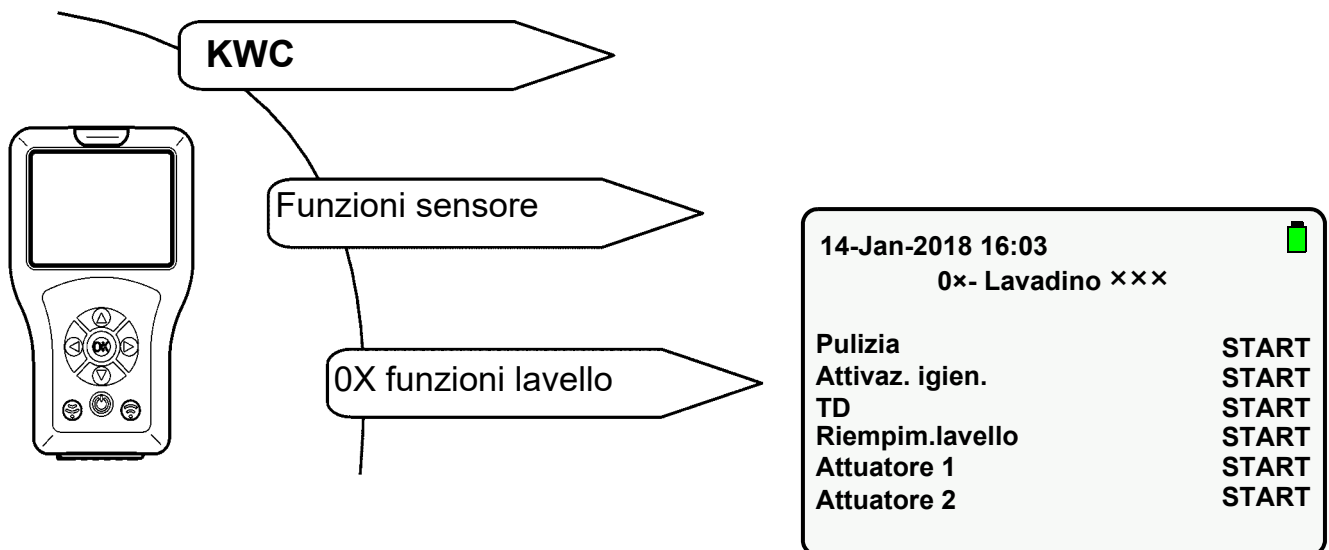 KWC
Funzioni sensore
0X funzioni lavello
OK
14-Jan-2018 16:03
0×- Lavadino ×××
Pulizia START
Attivaz. igien. START
TD START
Riempim.lavello START
Attuatore 1 START
Attuatore 2 START